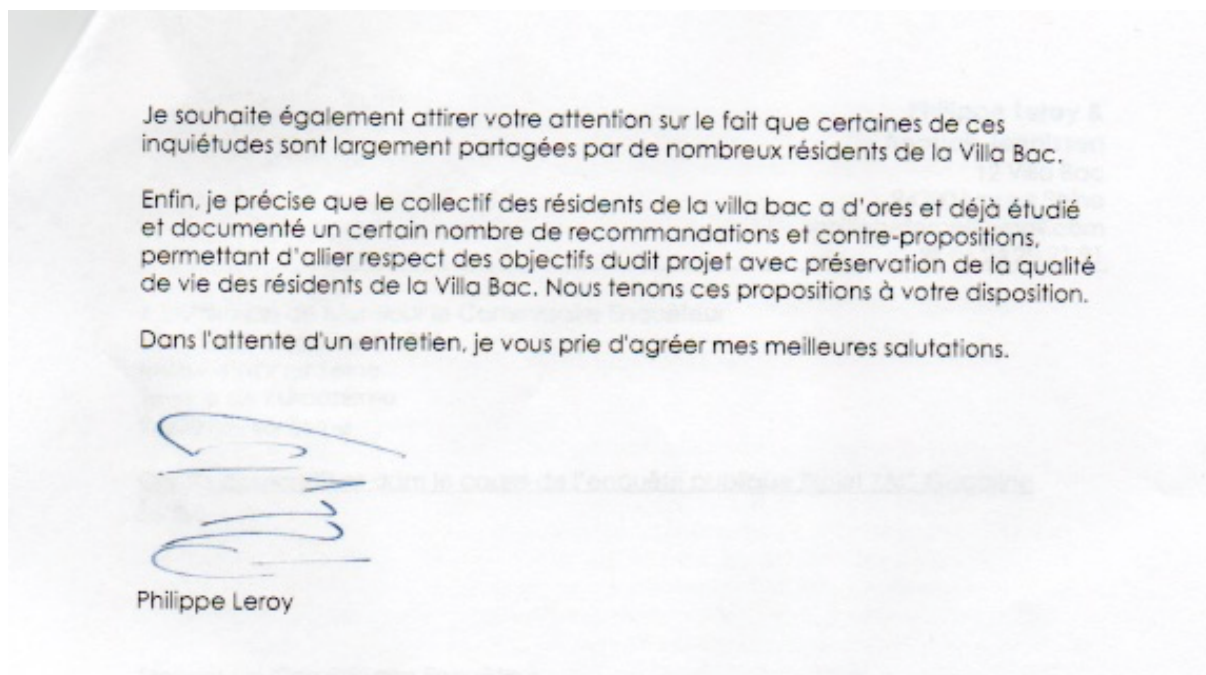 Je souhaite également attirer votre attention sur le fait que certaines de ces
inquiétudes sont largement partagées par de nombreux résidents de la Villa Bac.
Enfin, je précise que le collectif des résidents de la villa bac a d'ores et déjà étudié
et documenté un certain nombre de recommandations et contre-propositions,
permettant d'allier respect des objectifs dudit projet avec préservation de la qualité
de vie des résidents de la Villa Bac. Nous tenons ces propositions à votre disposition.
Dans l'attente d'un entretien, je vous prie d'agréer mes meilleures salutations.
Philippe Leroy